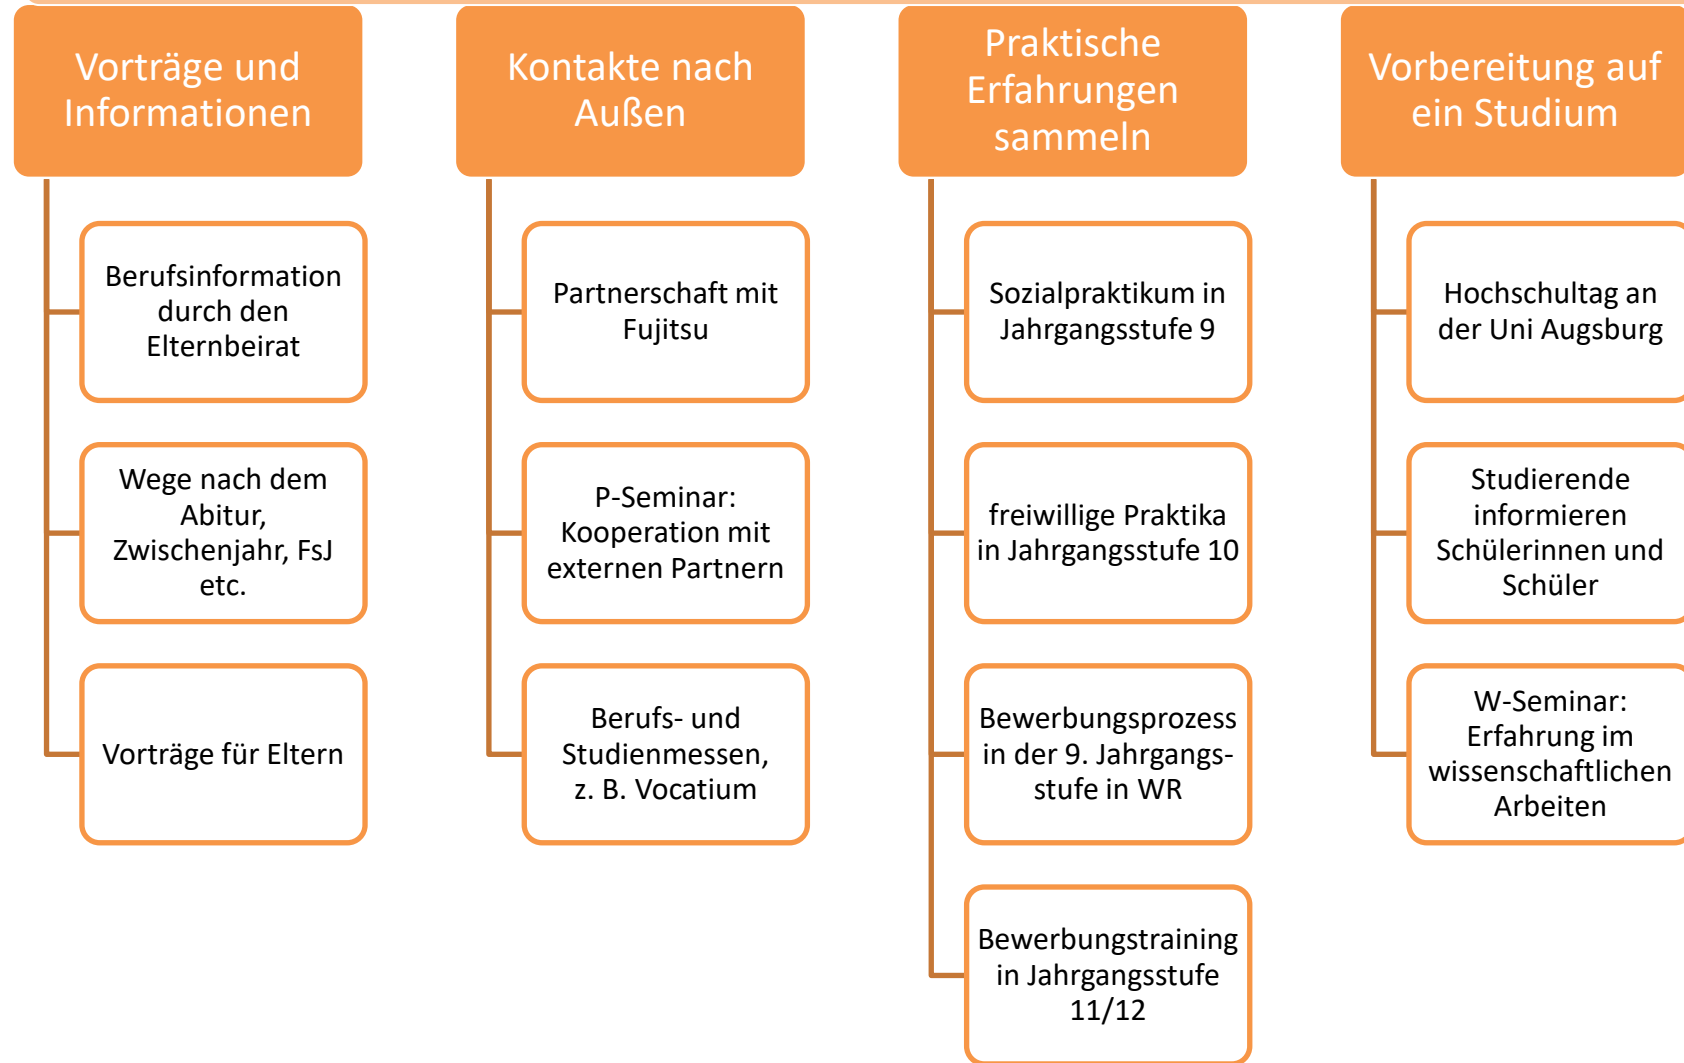 Vorträge und
Informationen
Berufsinformation
durch den
Elternbeirat
Wege nach dem
Abitur,
Zwischenjahr, FsJ
etc.
Vorträge für Eltern
Kontakte nach
Außen
Partnerschaft mit
Fujitsu
P-Seminar:
Kooperation mit
externen Partnern
Berufs- und
Studienmessen,
z. B. Vocatium
Praktische
Erfahrungen
sammeln
Sozialpraktikum in
Jahrgangsstufe 9
freiwillige Praktika
in Jahrgangsstufe 10
Bewerbungsprozess
in der 9. Jahrgangs-
stufe in WR
Bewerbungstraining
in Jahrgangsstufe
11/12
Vorbereitung auf
ein Studium
Hochschultag an
der Uni Augsburg
Studierende
informieren
Schülerinnen und
Schüler
W-Seminar:
Erfahrung im
wissenschaftlichen
Arbeiten